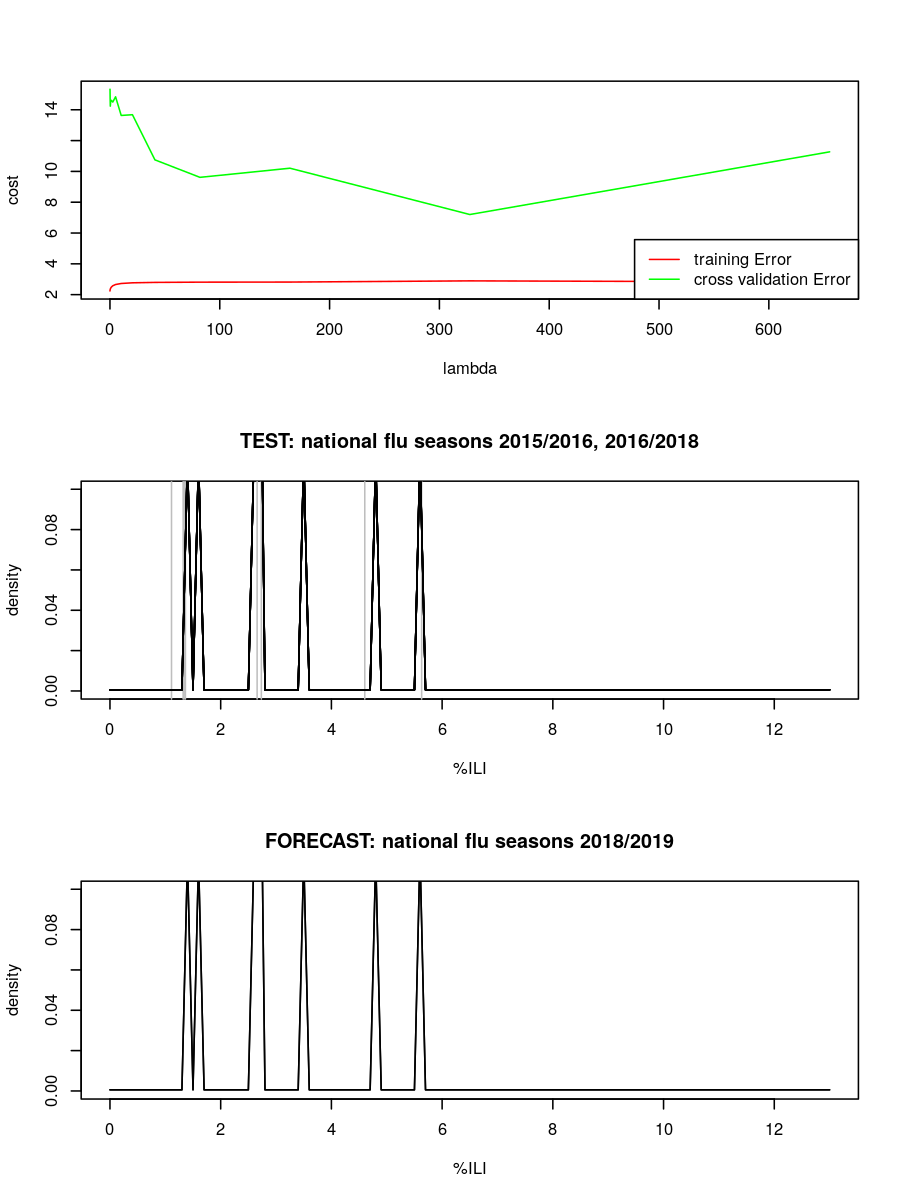 14
10
8
6
4
2
cost
training Error
cross validation Error
0 100 200 300 400 500 600
lambda
TEST: national flu seasons 2015/2016, 2016/2018
0.08
0.04
0.00
density
0 2 4 6 8 10 12
%ILI
FORECAST: national flu seasons 2018/2019
0.08
0.04
0.00
density
0 2 4 6 8 10 12
%ILI